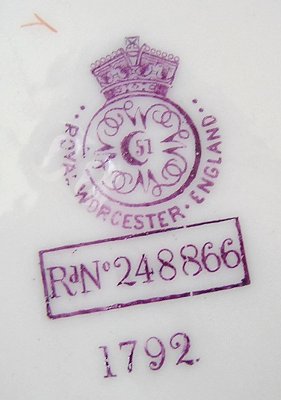 51
ROYAL WORCESTER · ENGLAND
RdNo 248866
1792.